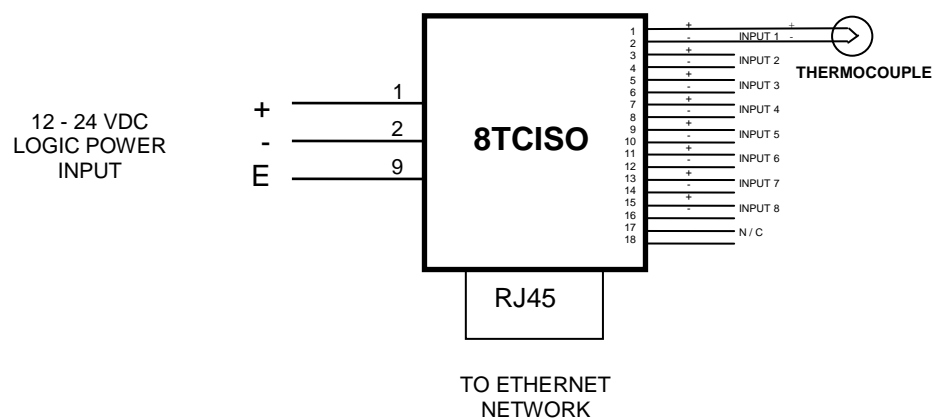 12 - 24 VDC
LOGIC POWER
INPUT
+
-
E
1
2
9
8TCISO
1
2
3
4
5
6
7
8
9
10
11
12
13
14
15
16
17
18
+ +
- INPUT 1 -
+
- INPUT 2
+
- INPUT 3
+
- INPUT 4
+
- INPUT 5
+
- INPUT 6
+
- INPUT 7
+
- INPUT 8
N / C
THERMOCOUPLE
RJ45
TO ETHERNET
NETWORK